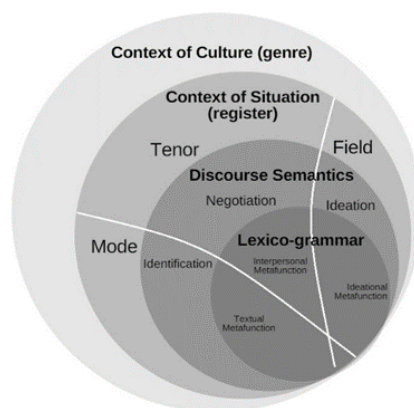 Context of Culture (genre)
Context of Situation
(register)
Tenor
Field
Discourse Semantics
Negotiation
Ideation
Lexico-grammar
Mode
Identification
Interpersonal
Metafunction
Ideational
Metafunction
Textual
Metafunction